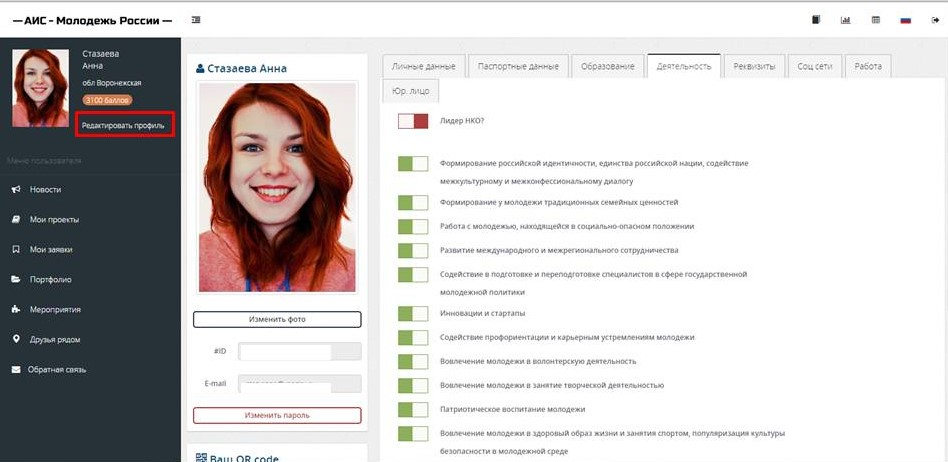 — АИС - Молодежь России —
Стазаева
Анна
обл Воронежская
3100 баллов
Редактировать профиль
Меню пользователя
Новости
Мои проекты
Мои заявки
Портфолио
Мероприятия
Друзья рядом
Обратная связь
Стазаева Анна
Изменить фото
#ID
E-mail
Изменить пароль
Ваш QR code
Личные данные
Паспортные данные
Образование
Деятельность
Реквизиты
Соц сети
Работа
Юр. лицо
Лидер НКО?
Формирование российской идентичности, единства российской нации, содействие
межкультурному и межконфессиональному диалогу
Формирование у молодежи традиционных семейных ценностей
Работа с молодежью, находящейся в социально-опасном положении
Развитие международного и межрегионального сотрудничества
Содействие в подготовке и переподготовке специалистов в сфере государственной
молодежной политики
Инновации и стартапы
Содействие профориентации и карьерным устремлениям молодежи
Вовлечение молодежи в волонтерскую деятельность
Вовлечение молодежи в занятие творческой деятельностью
Патриотическое воспитание молодежи
Вовлечение молодежи в здоровый образ жизни и занятия спортом, популяризация культуры
безопасности в молодежной среде